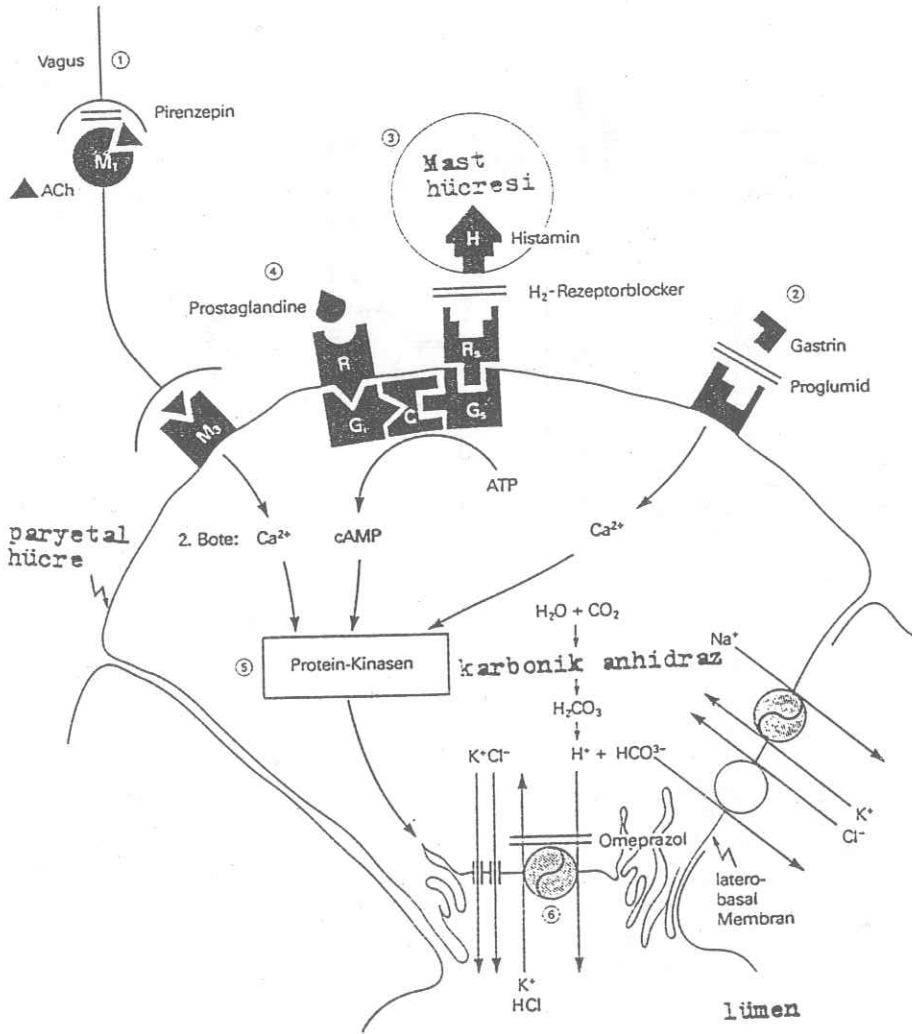 Vagus ①
Pirenzepin
M₁
ACh
③
Mast
hücresi
H Histamin
④
Prostaglandine
H₂-Rezeptorblocker
②
Gastrin
Proglumid
R
Rₛ
Gᵢ
C
Gₛ
M₃
ATP
paryetal
hücre
2. Bote: Ca²⁺
cAMP
Ca²⁺
H₂O + CO₂
⑤
Protein-Kinasen
karbonik anhidraz
Na⁺
H₂CO₃
K⁺Cl⁻
H⁺ + HCO³⁻
K⁺
Cl⁻
Omeprazol
⑥
latero-
basal
Membran
K⁺
HCl
lümen